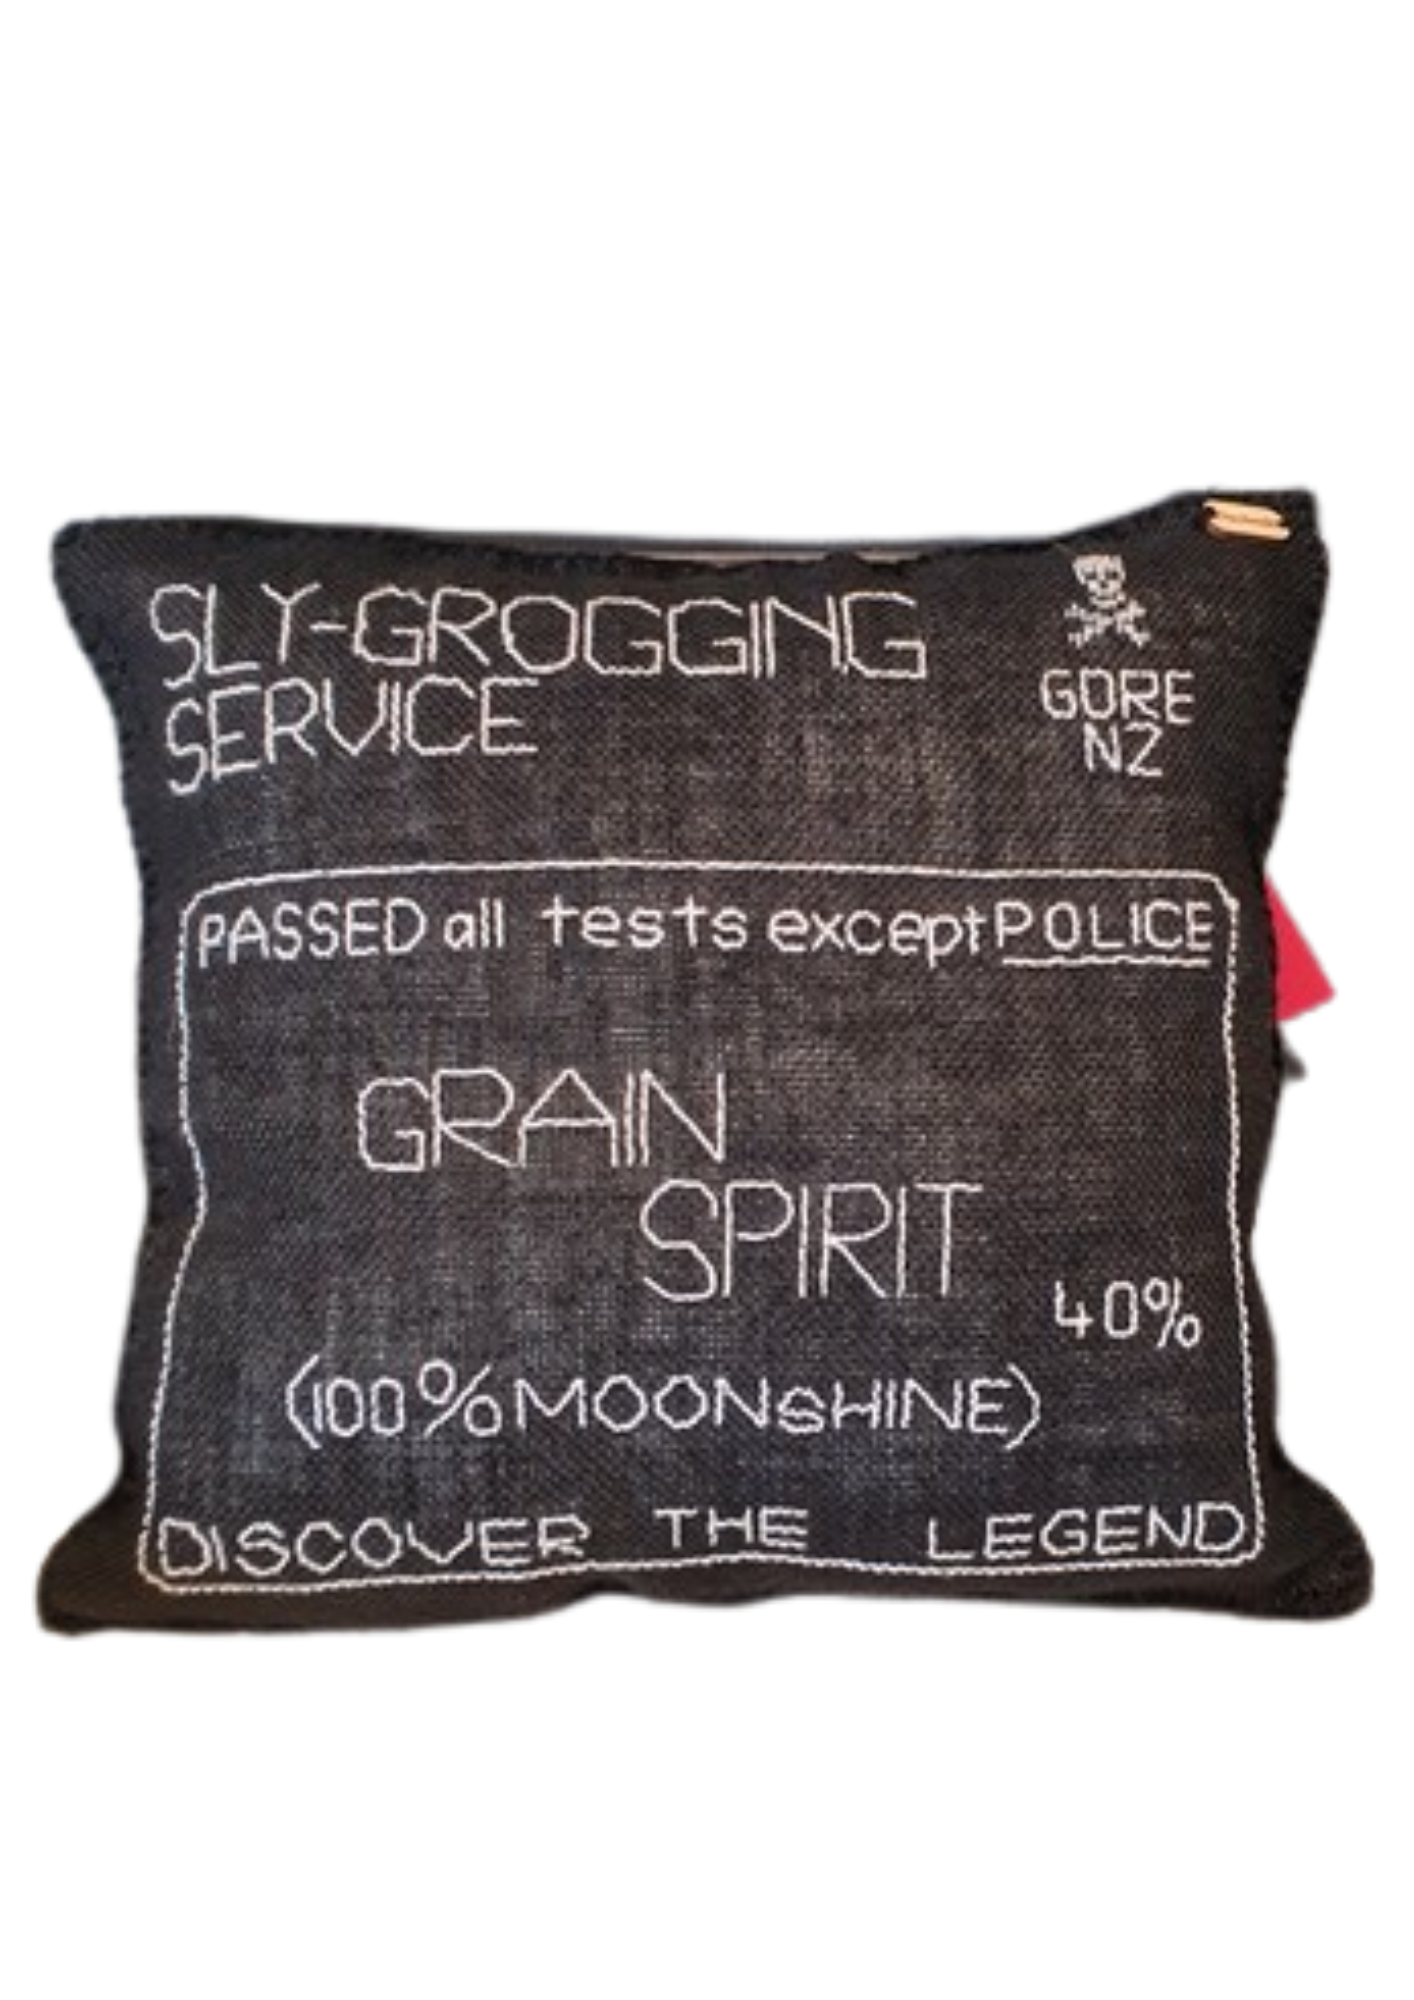 SLY-GROGGING
SERVICE
GORE
NZ
PASSED all tests except POLICE
GRAIN
SPIRIT
40%
(100% MOONSHINE)
DISCOVER THE LEGEND